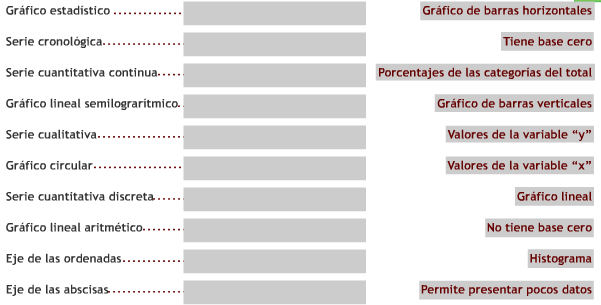 Gráfico estadístico ............... Gráfico de barras horizontales
Serie cronológica................. Tiene base cero
Serie cuantitativa continua...... Porcentajes de las categorías del total
Gráfico lineal semilograrítmico. Gráfico de barras verticales
Serie cualitativa.................. Valores de la variable “y”
Gráfico circular................... Valores de la variable “x”
Serie cuantitativa discreta....... Gráfico lineal
Gráfico lineal aritmético......... No tiene base cero
Eje de las ordenadas............. Histograma
Eje de las abscisas................ Permite presentar pocos datos